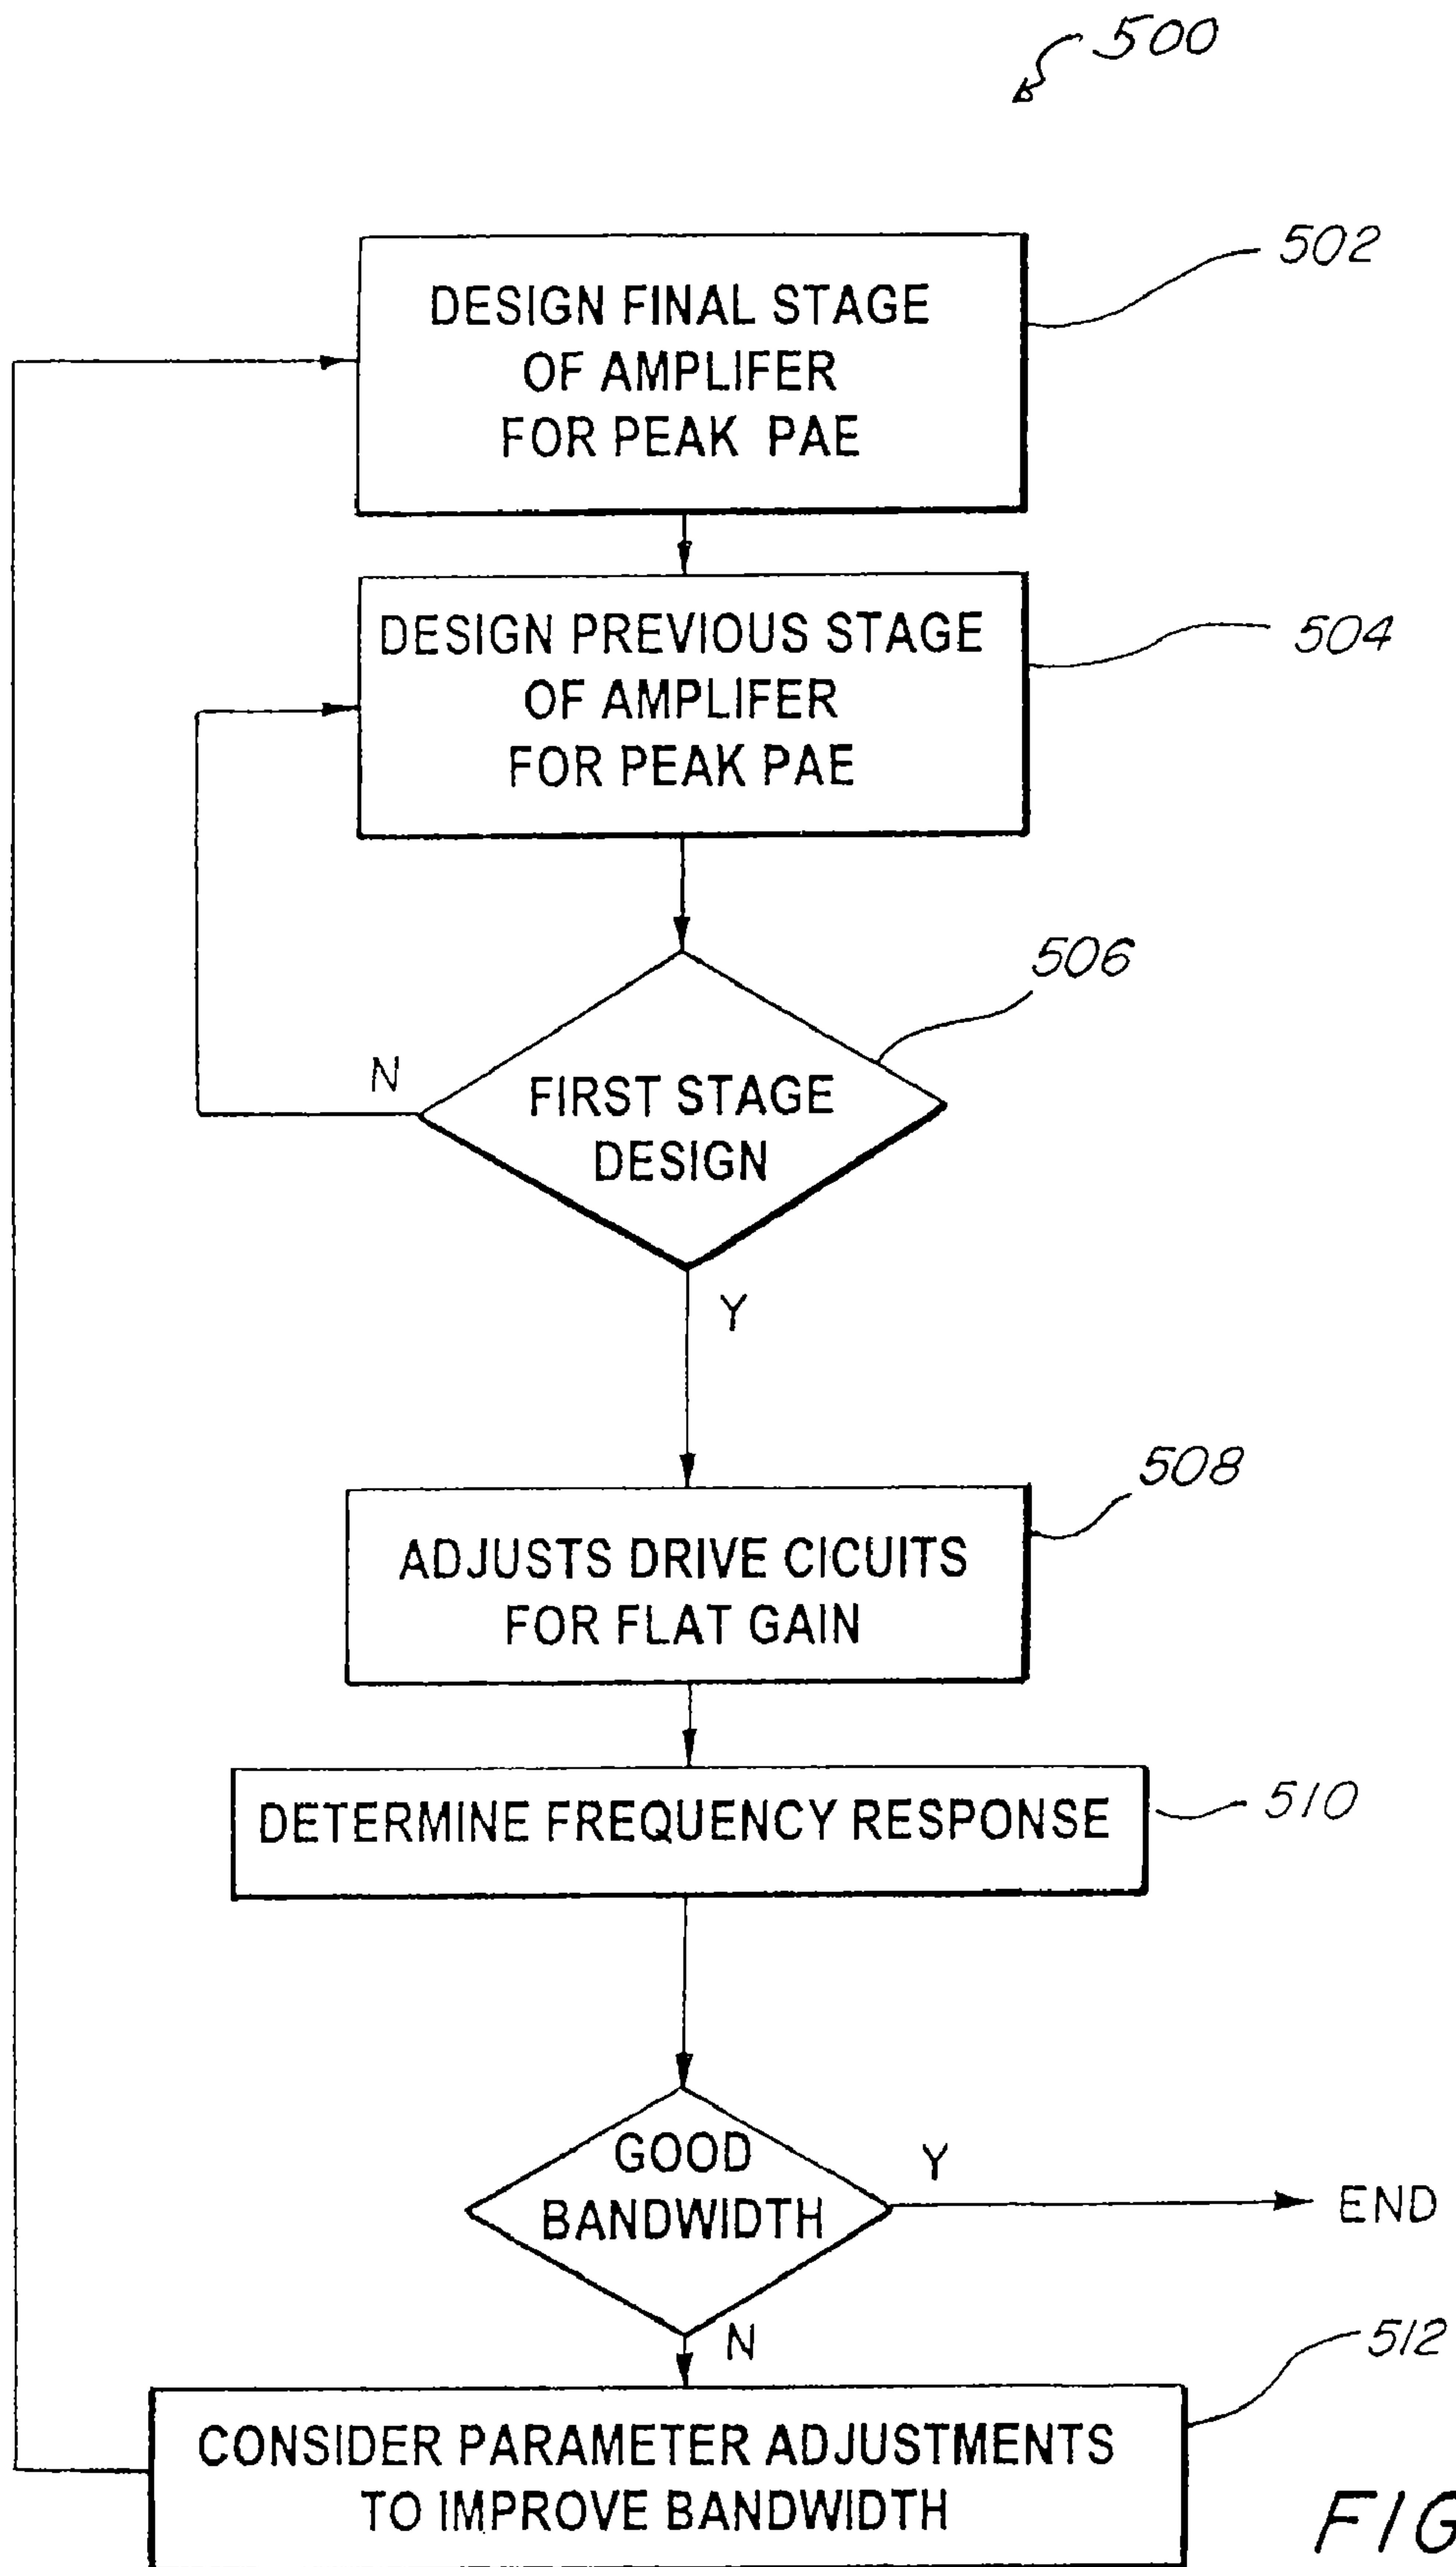 500
DESIGN FINAL STAGE
OF AMPLIFER
FOR PEAK PAE
502
DESIGN PREVIOUS STAGE
OF AMPLIFER
FOR PEAK PAE
504
506
N
FIRST STAGE
DESIGN
Y
508
ADJUSTS DRIVE CICUITS
FOR FLAT GAIN
DETERMINE FREQUENCY RESPONSE
510
GOOD
BANDWIDTH
Y
END
N
512
CONSIDER PARAMETER ADJUSTMENTS
TO IMPROVE BANDWIDTH
FIG